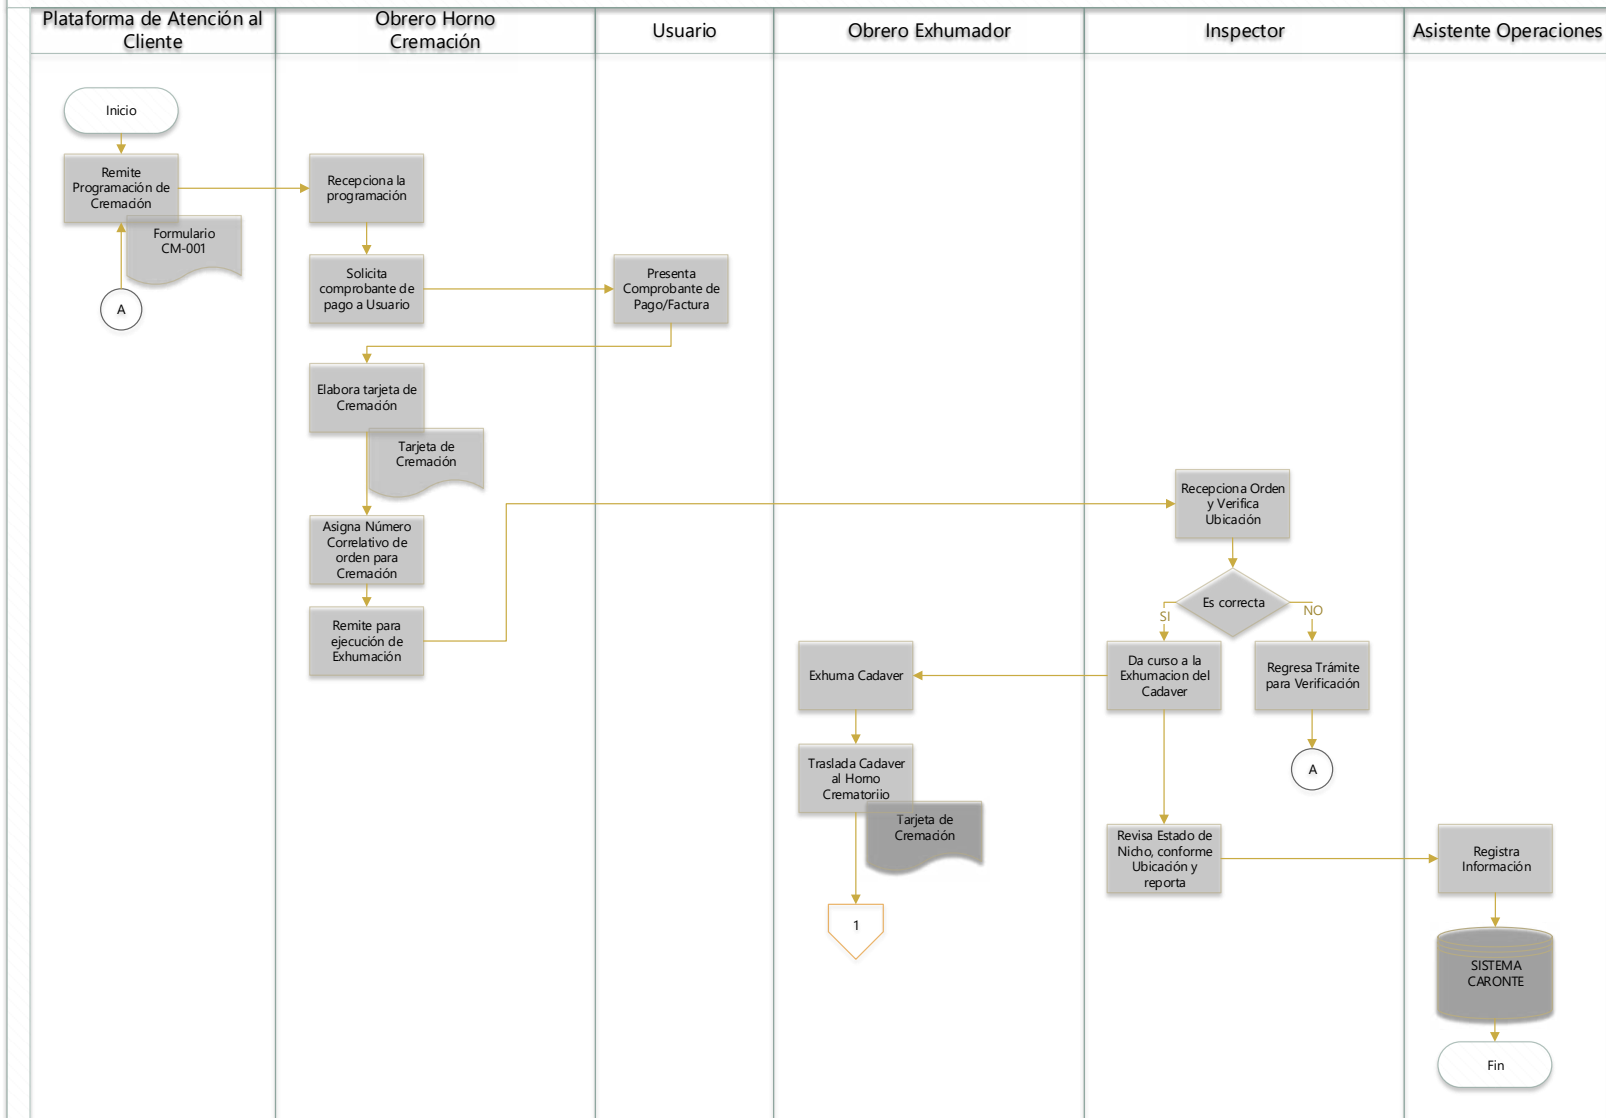 Plataforma de Atención al
Cliente
Obrero Horno
Cremación
Usuario
Obrero Exhumador
Inspector
Asistente Operaciones
Inicio
Remite
Programación de
Cremación
Formulario
CM-001
A
Recepciona la
programación
Solicita
comprobante de
pago a Usuario
Presenta
Comprobante de
Pago/Factura
Elabora tarjeta de
Cremación
Tarjeta de
Cremación
Asigna Número
Correlativo de
orden para
Cremación
Remite para
ejecución de
Exhumación
Recepciona Orden
y Verifica
Ubicación
Es correcta
SI
NO
Da curso a la
Exhumacion del
Cadaver
Regresa Trámite
para Verificación
A
Exhuma Cadaver
Traslada Cadaver
al Horno
Crematoriio
Tarjeta de
Cremación
1
Revisa Estado de
Nicho, conforme
Ubicación y
reporta
Registra
Información
SISTEMA
CARONTE
Fin